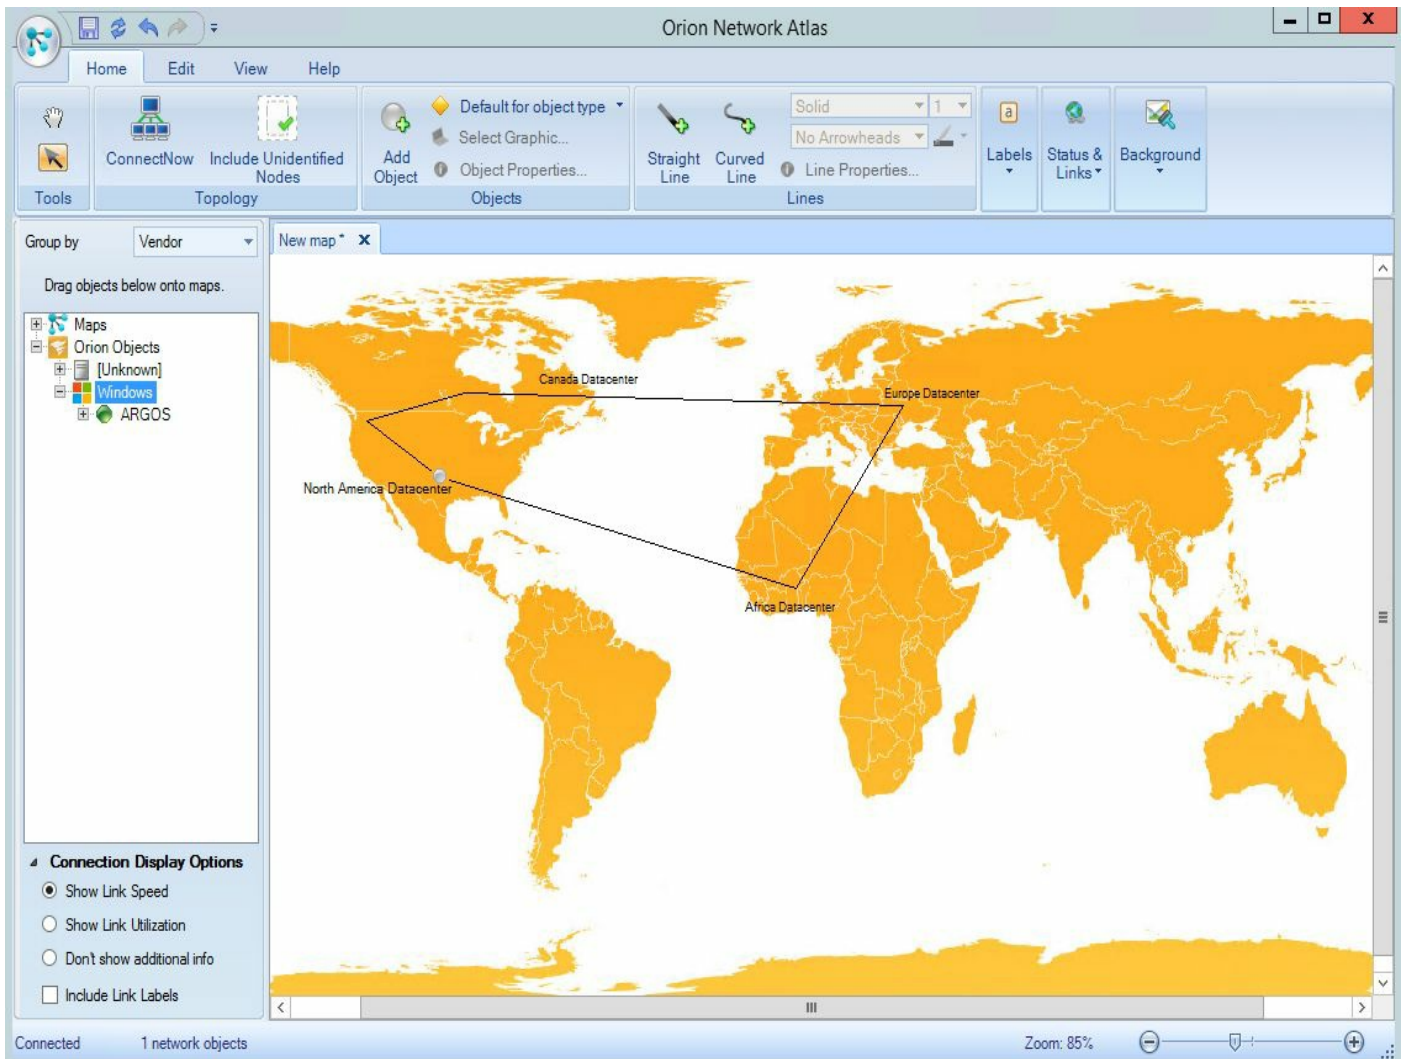 Orion Network Atlas
Home Edit View Help
ConnectNow
Include Unidentified
Nodes
Add
Object
Default for object type
Select Graphic...
Object Properties...
Straight
Line
Curved
Line
Solid
1
No Arrowheads
Line Properties...
a
Labels
Status &
Links
Background
Tools
Topology
Objects
Lines
Group by
Vendor
Drag objects below onto maps.
Maps
Orion Objects
[Unknown]
Windows
ARGOS
New map *
Canada Datacenter
Europe Datacenter
North America Datacenter
Africa Datacenter
Connection Display Options
Show Link Speed
Show Link Utilization
Don't show additional info
Include Link Labels
Connected
1 network objects
Zoom: 85%